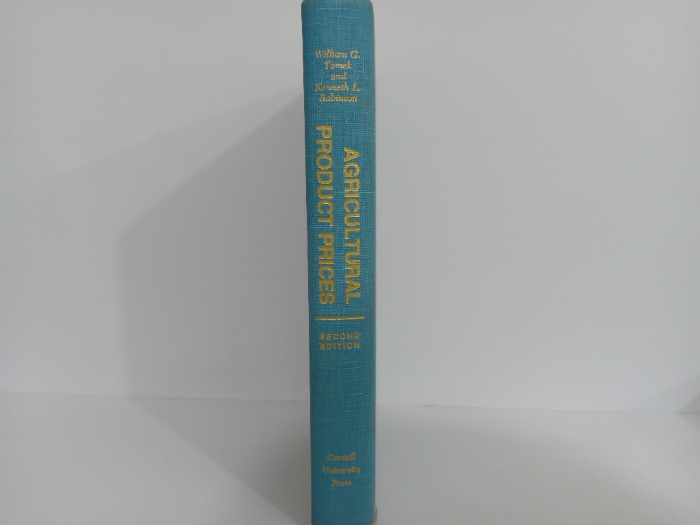 William G.
Tomek
and
Kenneth L.
Robinson
AGRICULTURAL
PRODUCT PRICES
SECOND
EDITION
Cornell
University
Press